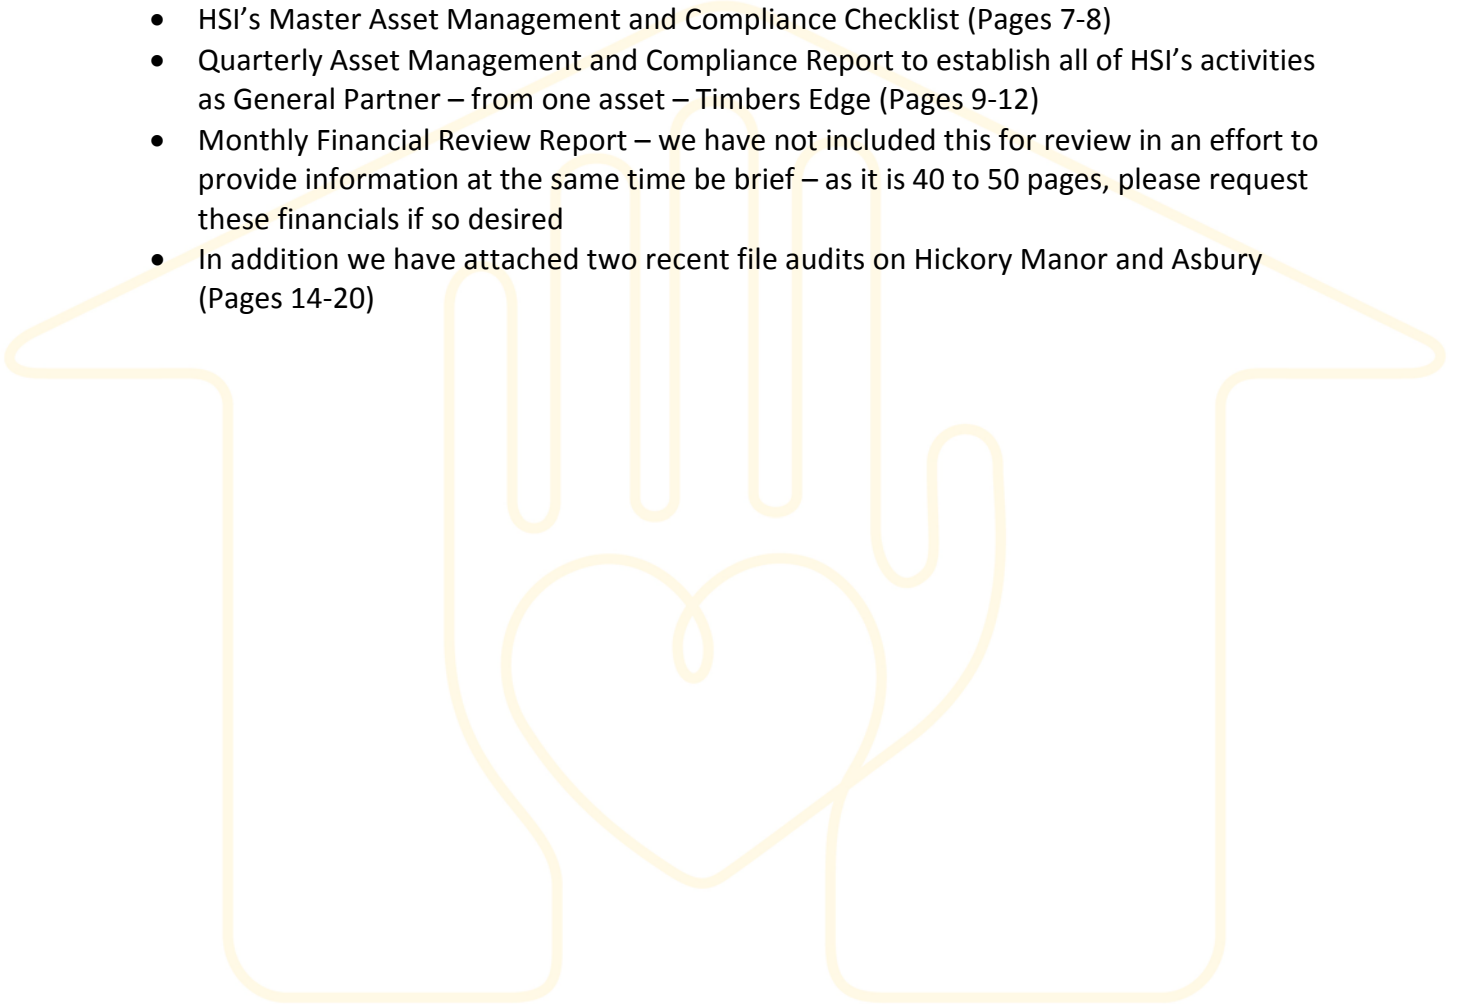 • HSI’s Master Asset Management and Compliance Checklist (Pages 7-8)
• Quarterly Asset Management and Compliance Report to establish all of HSI’s activities
as General Partner – from one asset – Timbers Edge (Pages 9-12)
• Monthly Financial Review Report – we have not included this for review in an effort to
provide information at the same time be brief – as it is 40 to 50 pages, please request
these financials if so desired
• In addition we have attached two recent file audits on Hickory Manor and Asbury
(Pages 14-20)